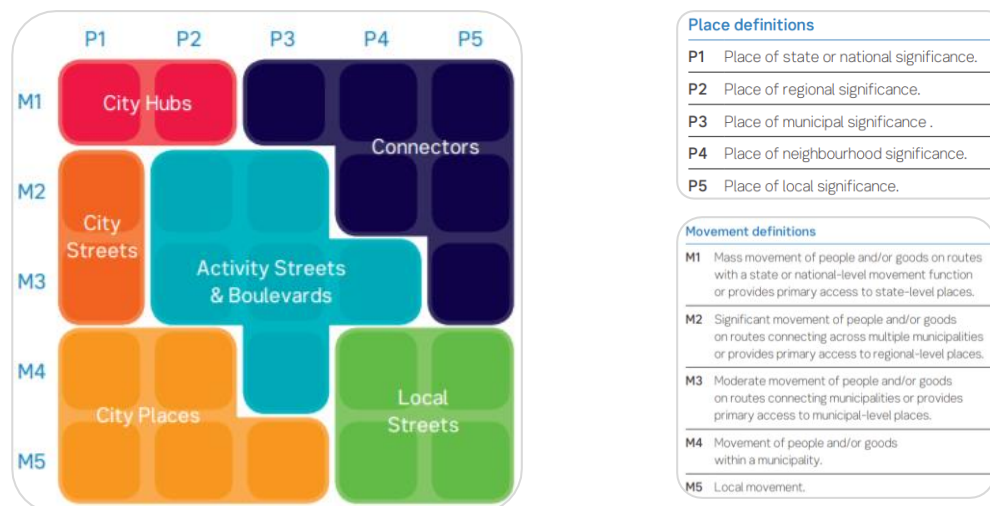 P1 P2 P3 P4 P5
M1
M2
M3
M4
M5
City Hubs
Connectors
City
Streets
Activity Streets
& Boulevards
City Places
Local
Streets
Place definitions
P1 Place of state or national significance.
P2 Place of regional significance.
P3 Place of municipal significance .
P4 Place of neighbourhood significance.
P5 Place of local significance.
Movement definitions
M1 Mass movement of people and/or goods on routes
with a state or national-level movement function
or provides primary access to state-level places.
M2 Significant movement of people and/or goods
on routes connecting across multiple municipalities
or provides primary access to regional-level places.
M3 Moderate movement of people and/or goods
on routes connecting municipalities or provides
primary access to municipal-level places.
M4 Movement of people and/or goods
within a municipality.
M5 Local movement.